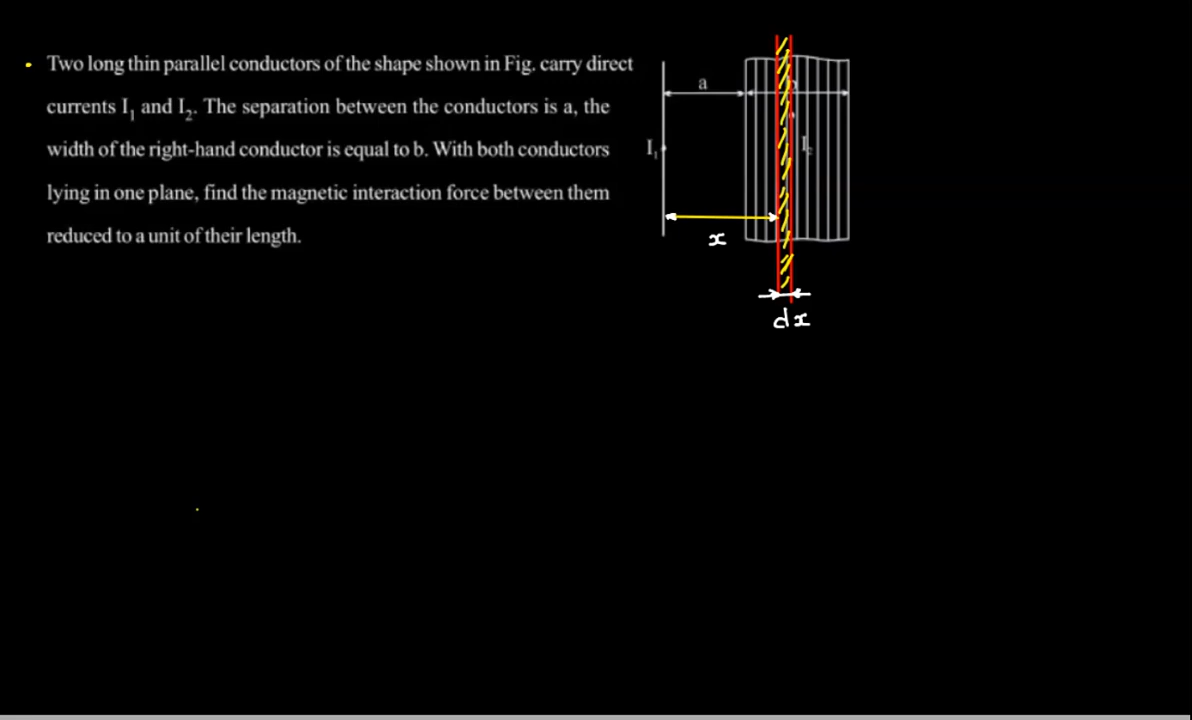 • Two long thin parallel conductors of the shape shown in Fig. carry direct
currents I₁ and I₂. The separation between the conductors is a, the
width of the right-hand conductor is equal to b. With both conductors
lying in one plane, find the magnetic interaction force between them
reduced to a unit of their length.
a
I₁
I₂
x
dx